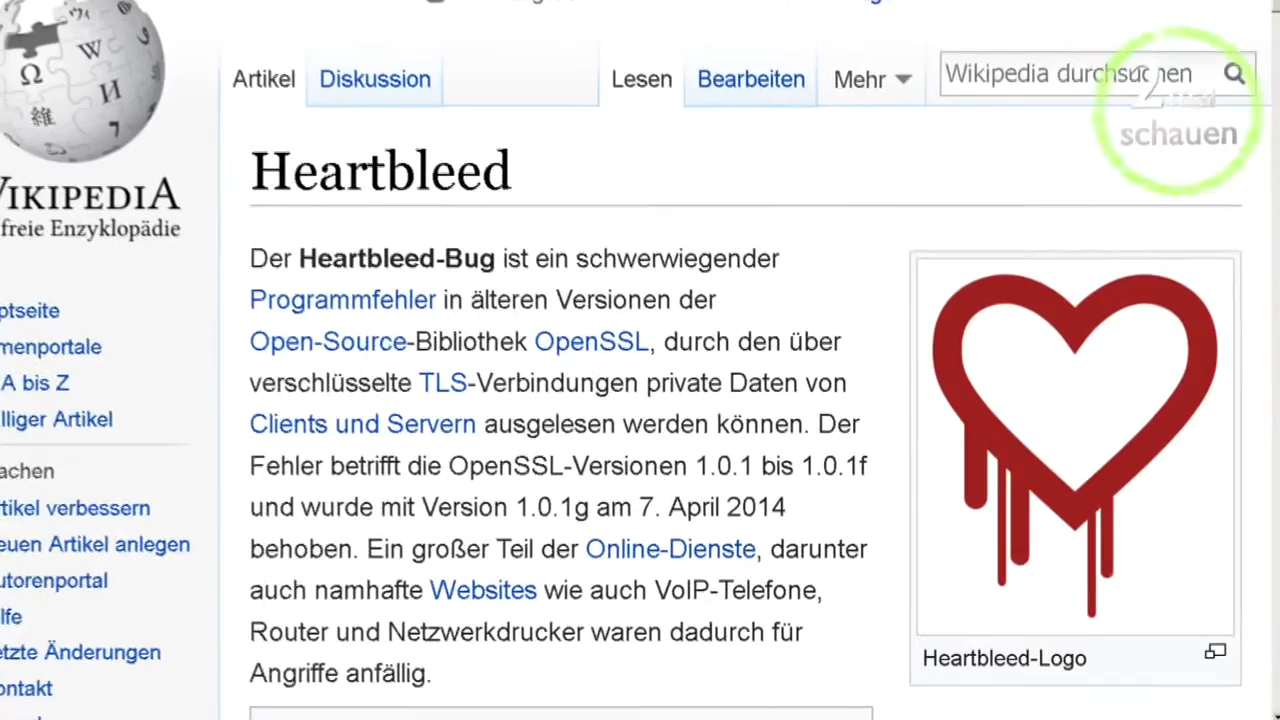 Artikel Diskussion Lesen Bearbeiten Mehr Wikipedia durchsuchen
2mal
schauen
WIKIPEDIA
freie Enzyklopädie
Heartbleed
Der Heartbleed-Bug ist ein schwerwiegender
Programmfehler in älteren Versionen der
Open-Source-Bibliothek OpenSSL, durch den über
verschlüsselte TLS-Verbindungen private Daten von
Clients und Servern ausgelesen werden können. Der
Fehler betrifft die OpenSSL-Versionen 1.0.1 bis 1.0.1f
und wurde mit Version 1.0.1g am 7. April 2014
behoben. Ein großer Teil der Online-Dienste, darunter
auch namhafte Websites wie auch VoIP-Telefone,
Router und Netzwerkdrucker waren dadurch für
Angriffe anfällig.
Heartbleed-Logo
ptseite
menportale
A bis Z
lliger Artikel
achen
rtikel verbessern
euen Artikel anlegen
utorenportal
lfe
etzte Änderungen
ontakt